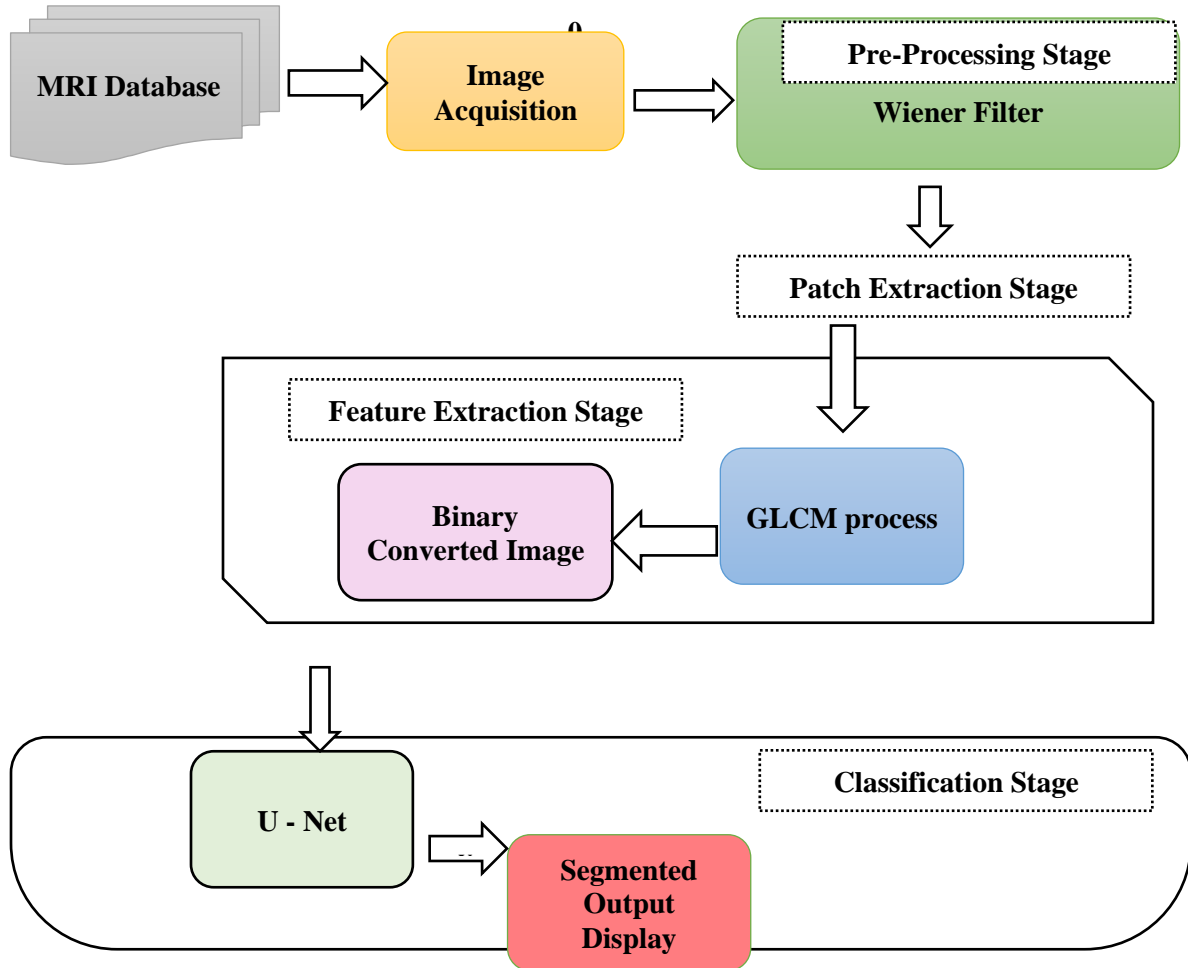 MRI Database
Image
Acquisition
Pre-Processing Stage
Wiener Filter
Patch Extraction Stage
Feature Extraction Stage
Binary
Converted Image
GLCM process
Classification Stage
U - Net
Segmented
Output
Display